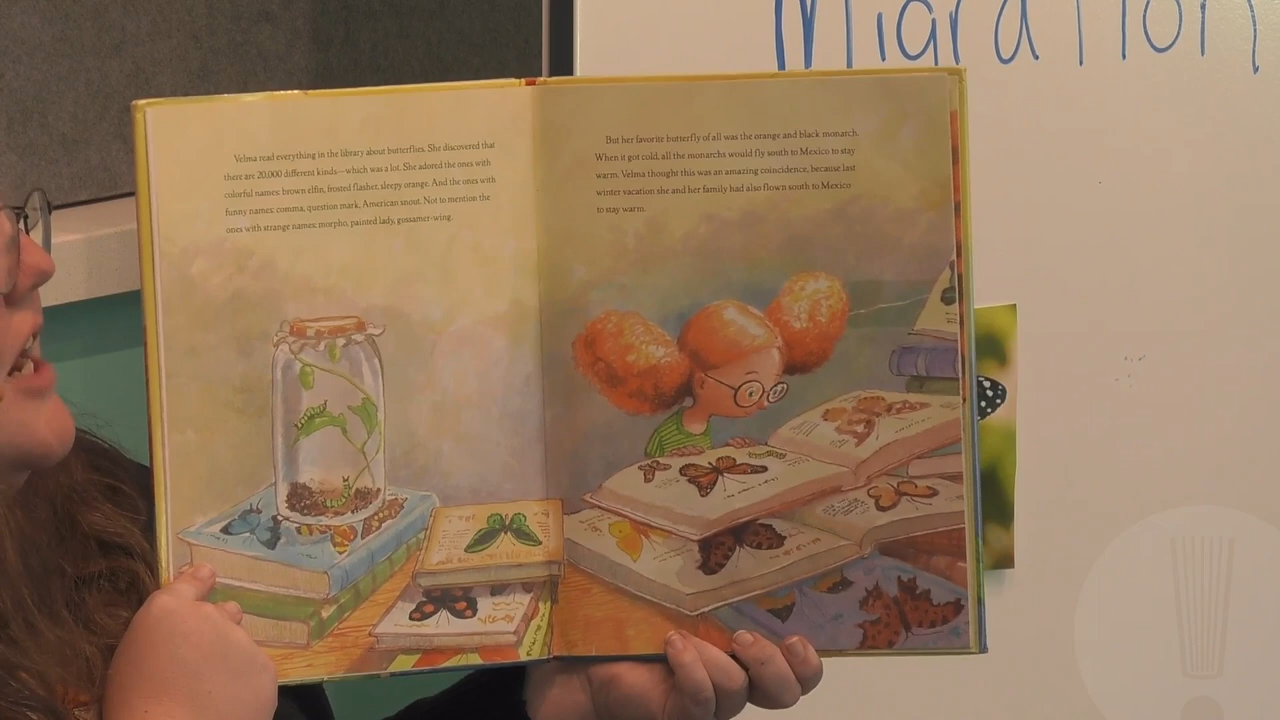 Migration
Velma read everything in the library about butterflies. She discovered that
there are 20,000 different kinds—which was a lot. She adored the ones with
colorful names: brown elfin, frosted flasher, sleepy orange. And the ones with
funny names: comma, question mark, American snout. Not to mention the
ones with strange names: morpho, painted lady, gossamer-wing.
But her favorite butterfly of all was the orange and black monarch.
When it got cold, all the monarchs would fly south to Mexico to stay
warm. Velma thought this was an amazing coincidence, because last
winter vacation she and her family had also flown south to Mexico
to stay warm.